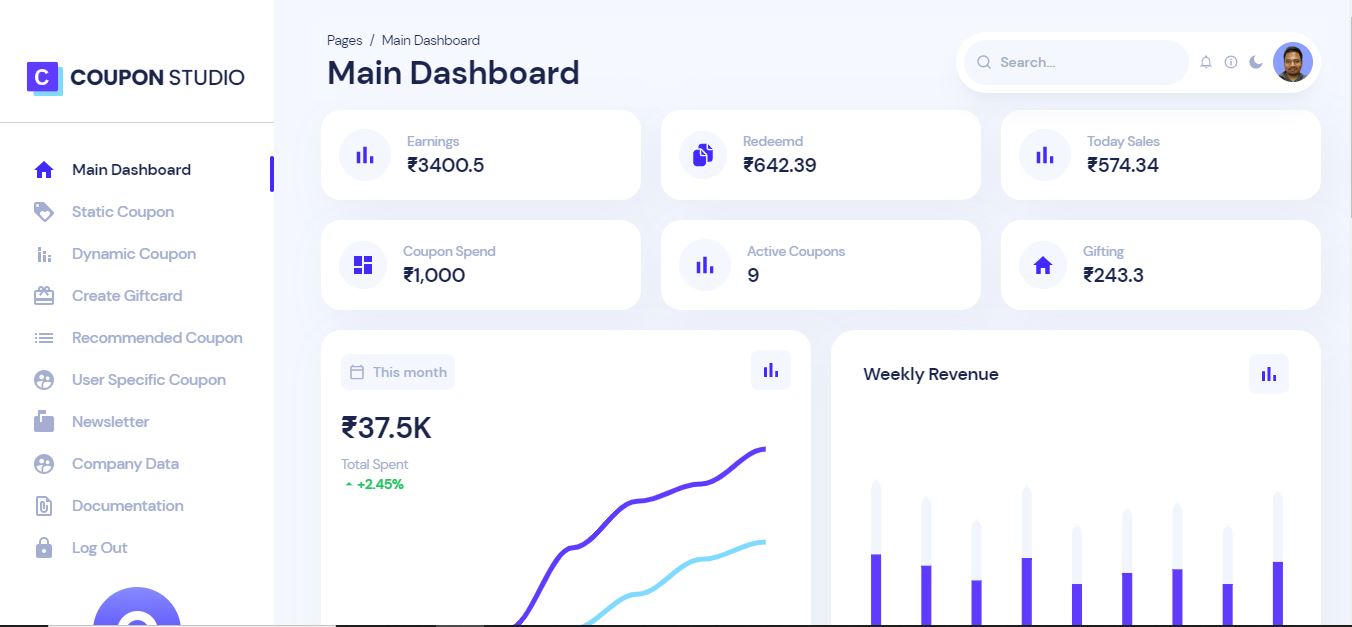 C COUPON STUDIO
Main Dashboard
Static Coupon
Dynamic Coupon
Create Giftcard
Recommended Coupon
User Specific Coupon
Newsletter
Company Data
Documentation
Log Out
Pages / Main Dashboard
Main Dashboard
Search...
Earnings
₹3400.5
Redeemd
₹642.39
Today Sales
₹574.34
Coupon Spend
₹1,000
Active Coupons
9
Gifting
₹243.3
This month
₹37.5K
Total Spent
+2.45%
Weekly Revenue